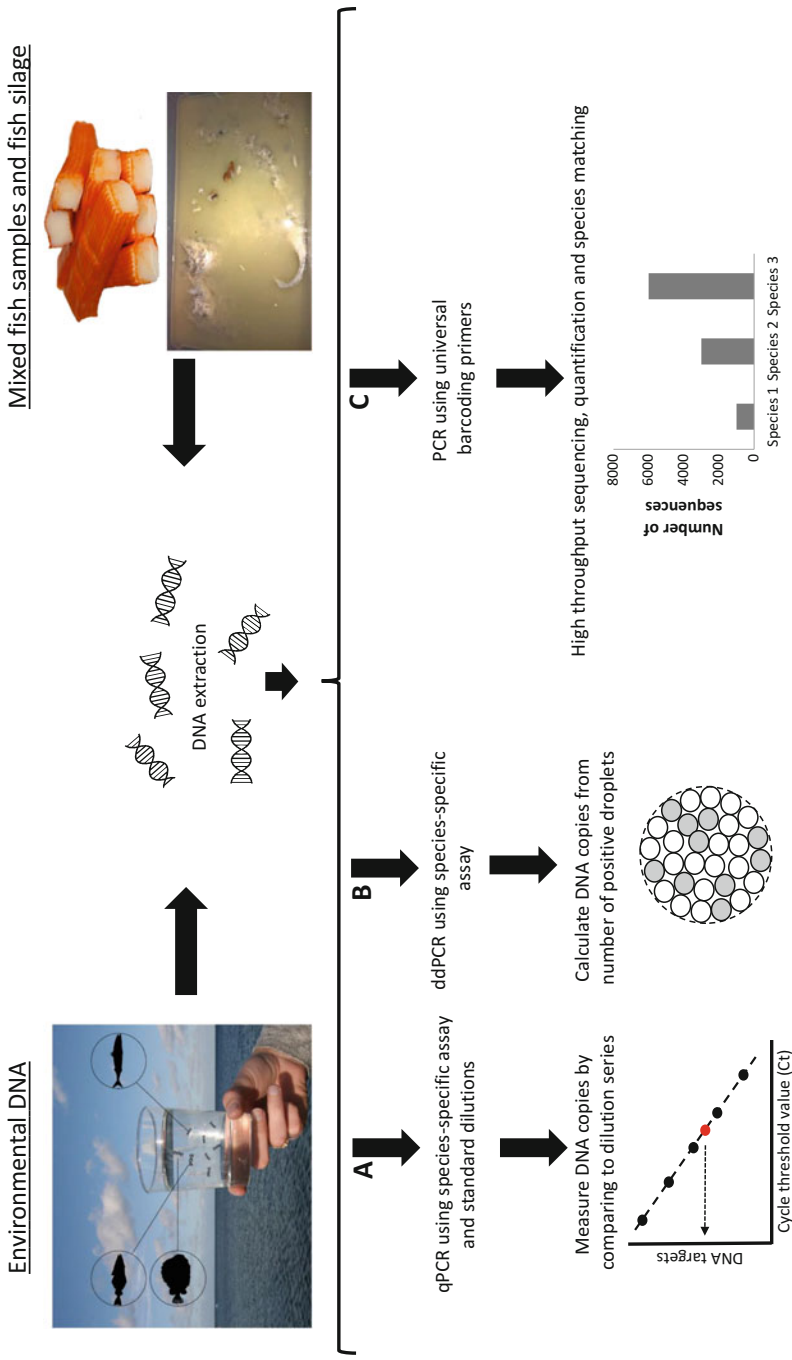 Environmental DNA
Mixed fish samples and fish silage
DNA extraction
A
qPCR using species-specific assay
and standard dilutions
Measure DNA copies by
comparing to dilution series
DNA targets
Cycle threshold value (Ct)
B
ddPCR using species-specific
assay
Calculate DNA copies from
number of positive droplets
C
PCR using universal
barcoding primers
High throughput sequencing, quantification and species matching
Number of
sequences
8000
6000
4000
2000
0
Species 1 Species 2 Species 3